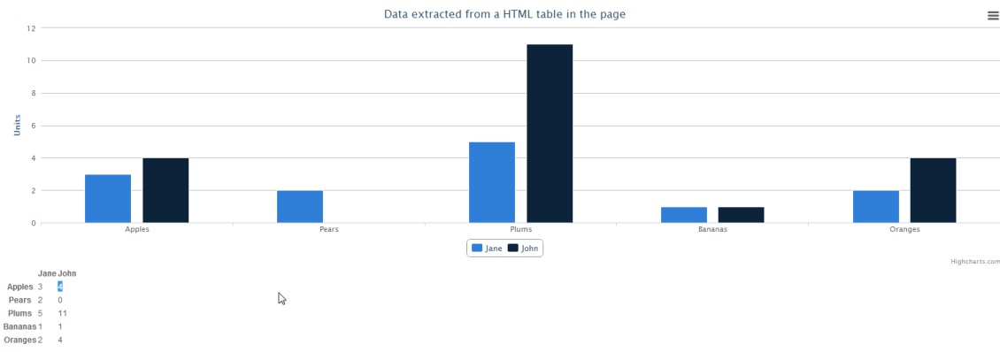 Data extracted from a HTML table in the page
12
10
8
6
4
2
0
Units
Apples Pears Plums Bananas Oranges
Jane John
Highcharts.com
Jane John
Apples 3 4
Pears 2 0
Plums 5 11
Bananas 1 1
Oranges 2 4